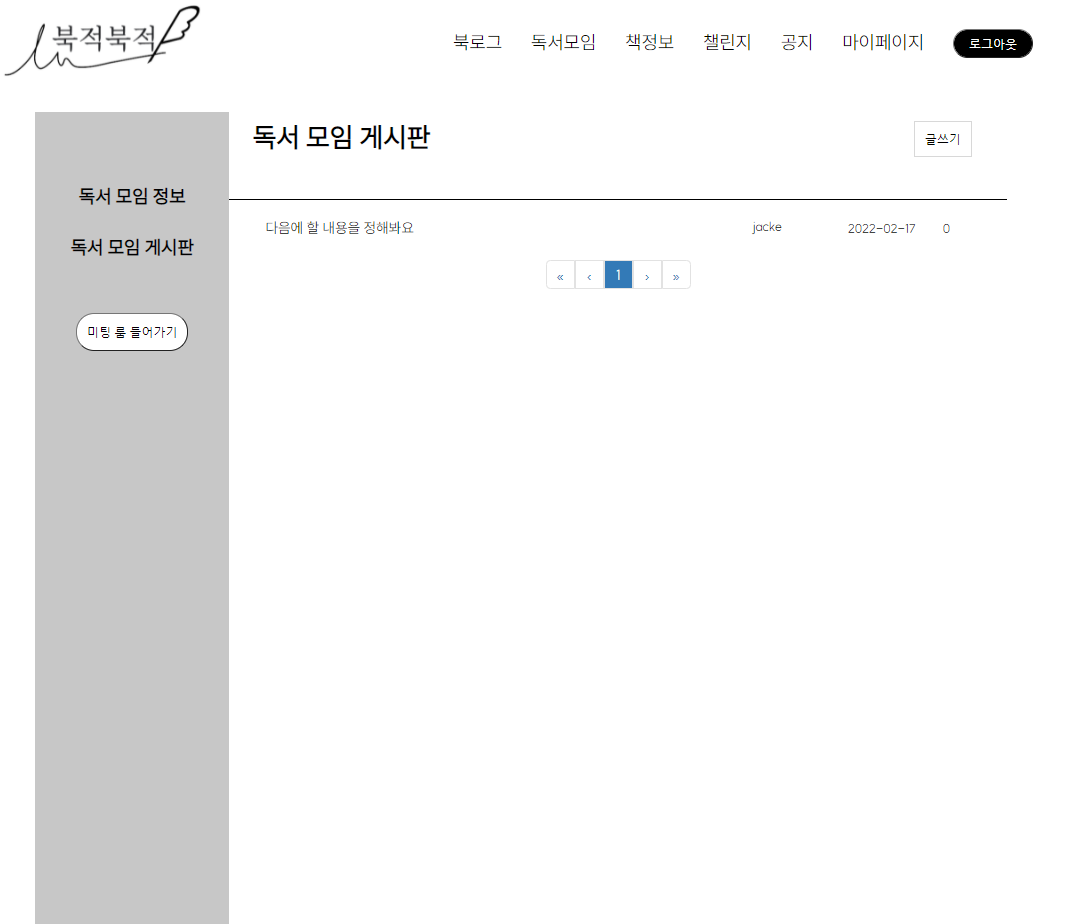 북적북적
북로그 독서모임 책정보 챌린지 공지 마이페이지 로그아웃
독서 모임 게시판 글쓰기
독서 모임 정보
독서 모임 게시판
미팅 룸 들어가기
다음에 할 내용을 정해봐요 jacke 2022-02-17 0
« ‹ 1 › »